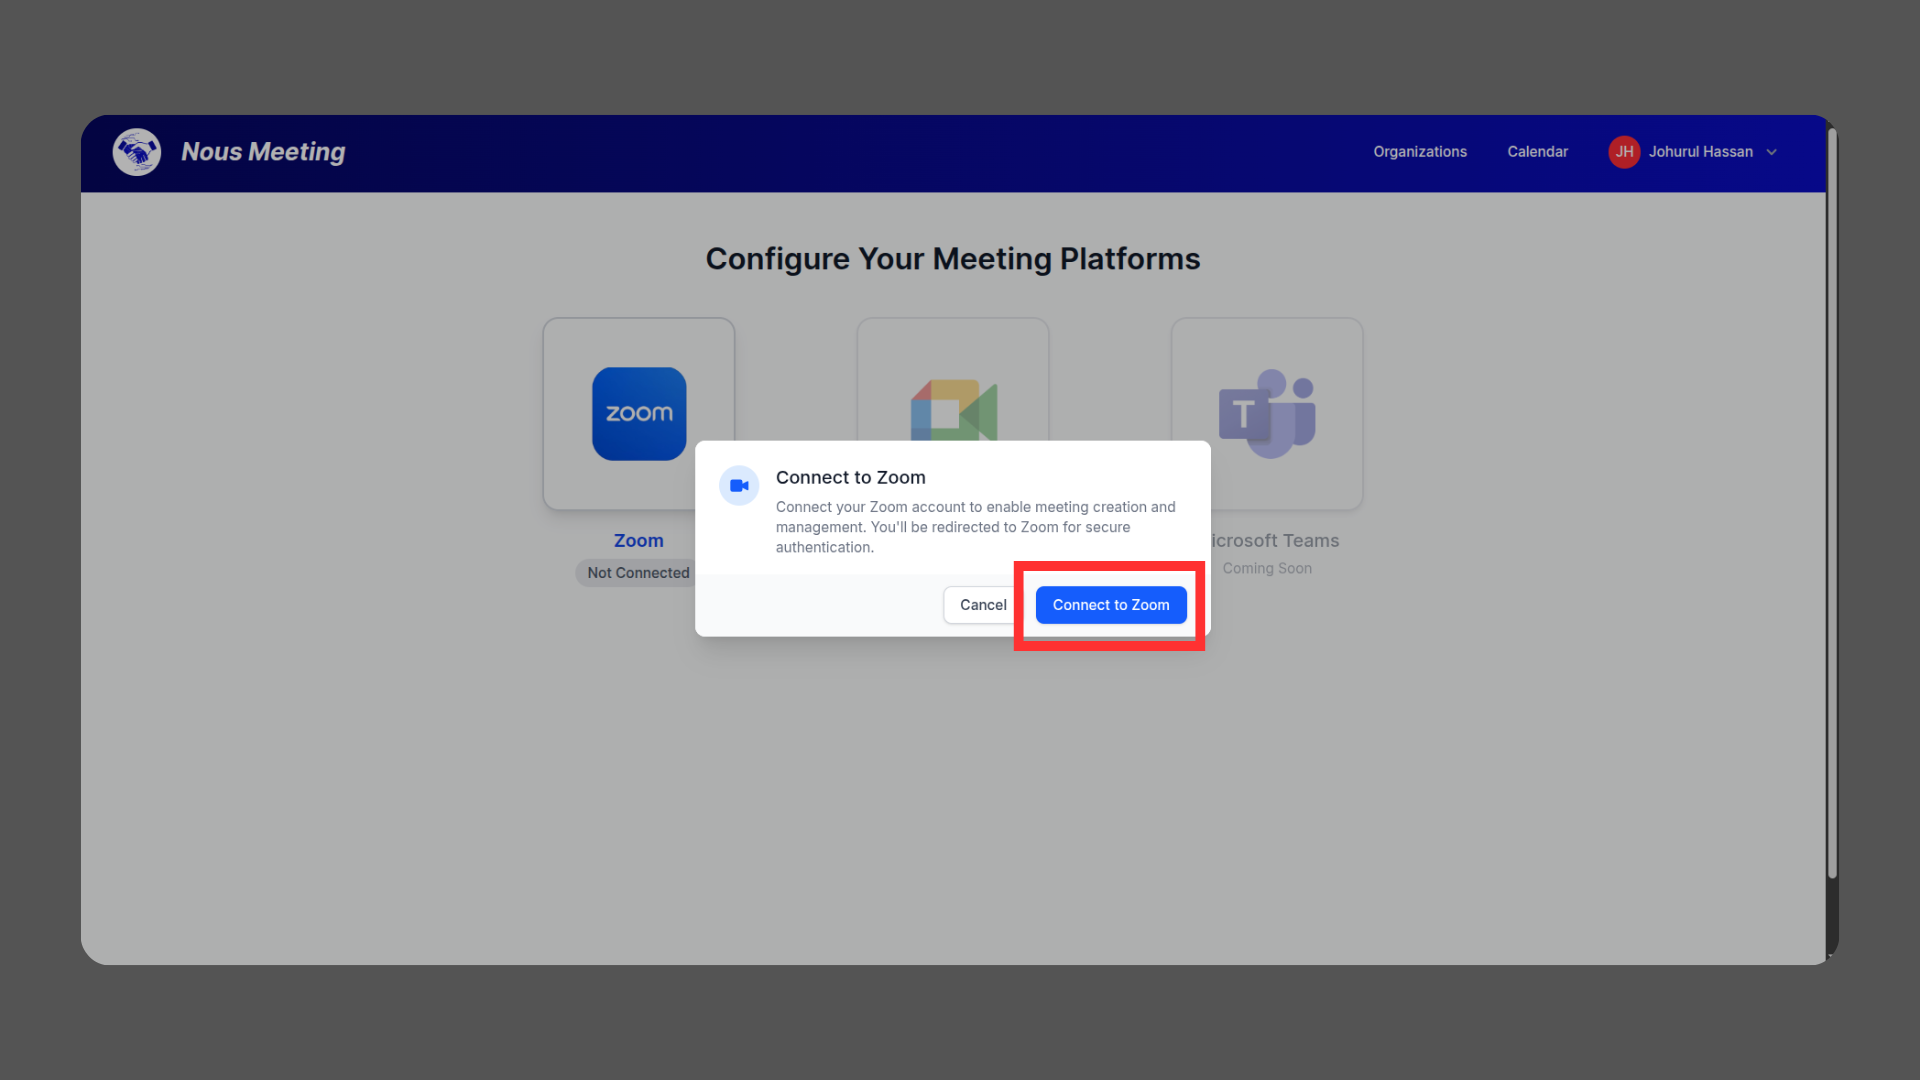 Nous Meeting
Organizations
Calendar
JH
Johurul Hassan
Configure Your Meeting Platforms
zoom
T
Connect to Zoom
Connect your Zoom account to enable meeting creation and
management. You'll be redirected to Zoom for secure
authentication.
Zoom
icrosoft Teams
Not Connected
Coming Soon
Cancel
Connect to Zoom